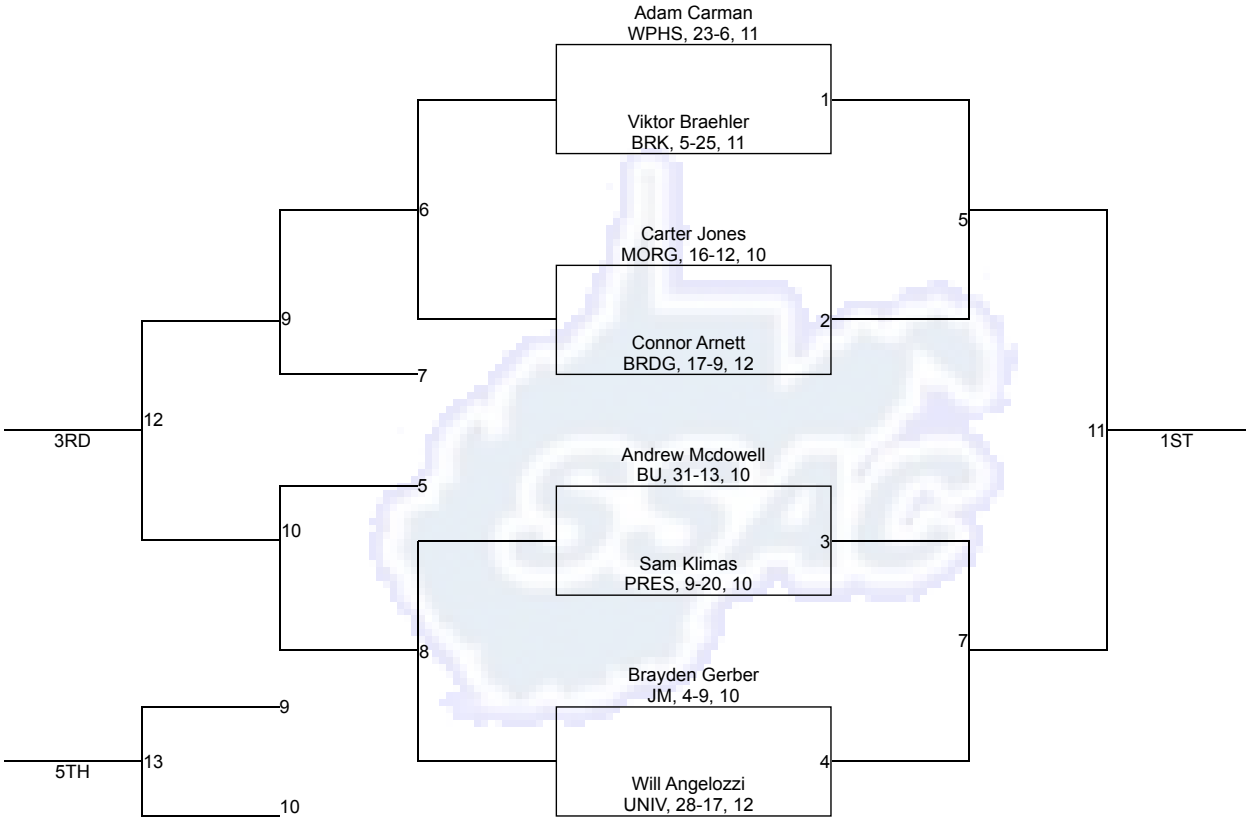 Adam Carman
WPHS, 23-6, 11
1
Viktor Braehler
BRK, 5-25, 11
6
5
Carter Jones
MORG, 16-12, 10
9
2
Connor Arnett
BRDG, 17-9, 12
7
12
3RD
11
1ST
Andrew Mcdowell
BU, 31-13, 10
5
10
3
Sam Klimas
PRES, 9-20, 10
8
7
Brayden Gerber
JM, 4-9, 10
9
13
5TH
4
Will Angelozzi
UNIV, 28-17, 12
10
SSAC